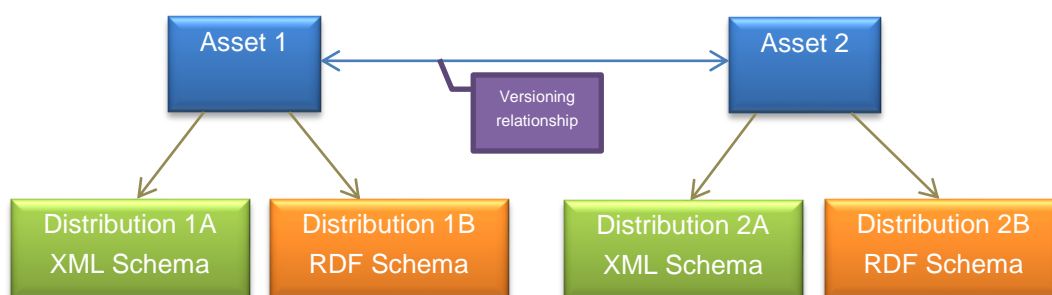 Asset 1
Asset 2
Versioning
relationship
Distribution 1A
XML Schema
Distribution 1B
RDF Schema
Distribution 2A
XML Schema
Distribution 2B
RDF Schema